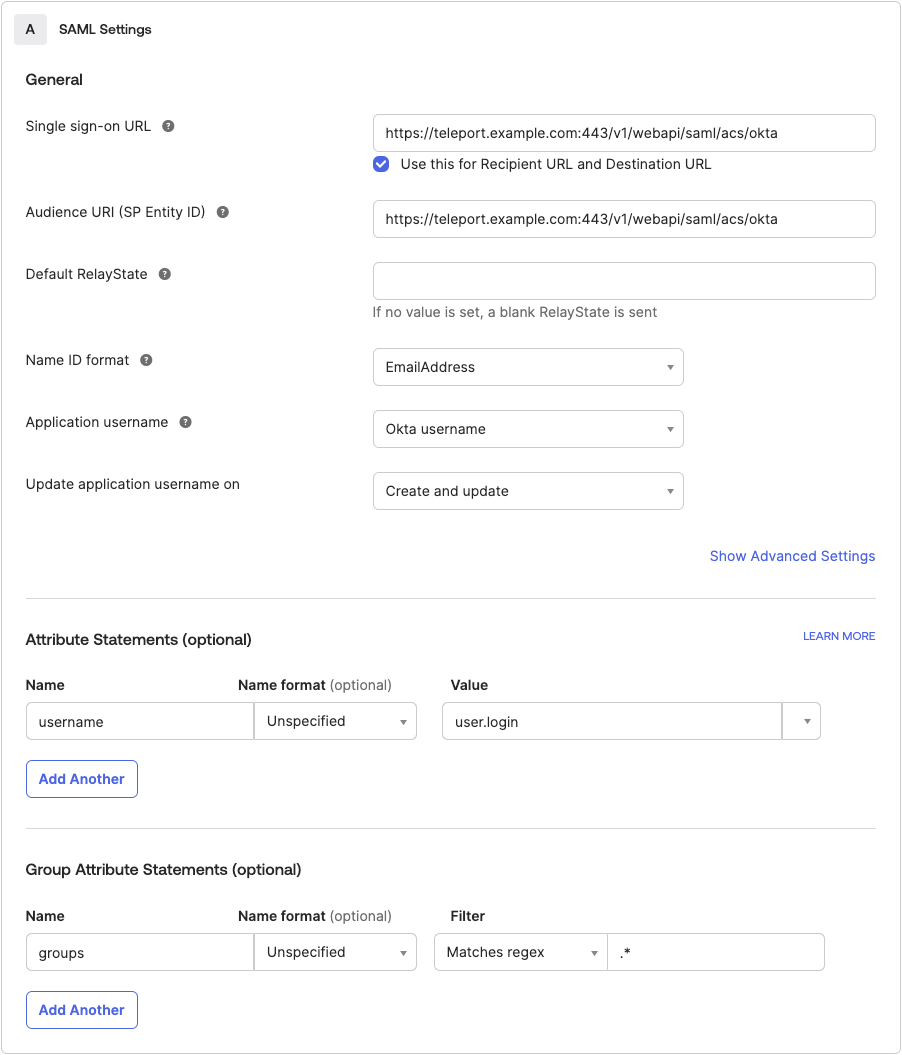 A SAML Settings
General
Single sign-on URL ?
https://teleport.example.com:443/v1/webapi/saml/acs/okta
Use this for Recipient URL and Destination URL
Audience URI (SP Entity ID) ?
https://teleport.example.com:443/v1/webapi/saml/acs/okta
Default RelayState ?
If no value is set, a blank RelayState is sent
Name ID format ?
EmailAddress
Application username ?
Okta username
Update application username on
Create and update
Show Advanced Settings
Attribute Statements (optional)
LEARN MORE
Name Name format (optional) Value
username Unspecified user.login
Add Another
Group Attribute Statements (optional)
Name Name format (optional) Filter
groups Unspecified Matches regex .*
Add Another